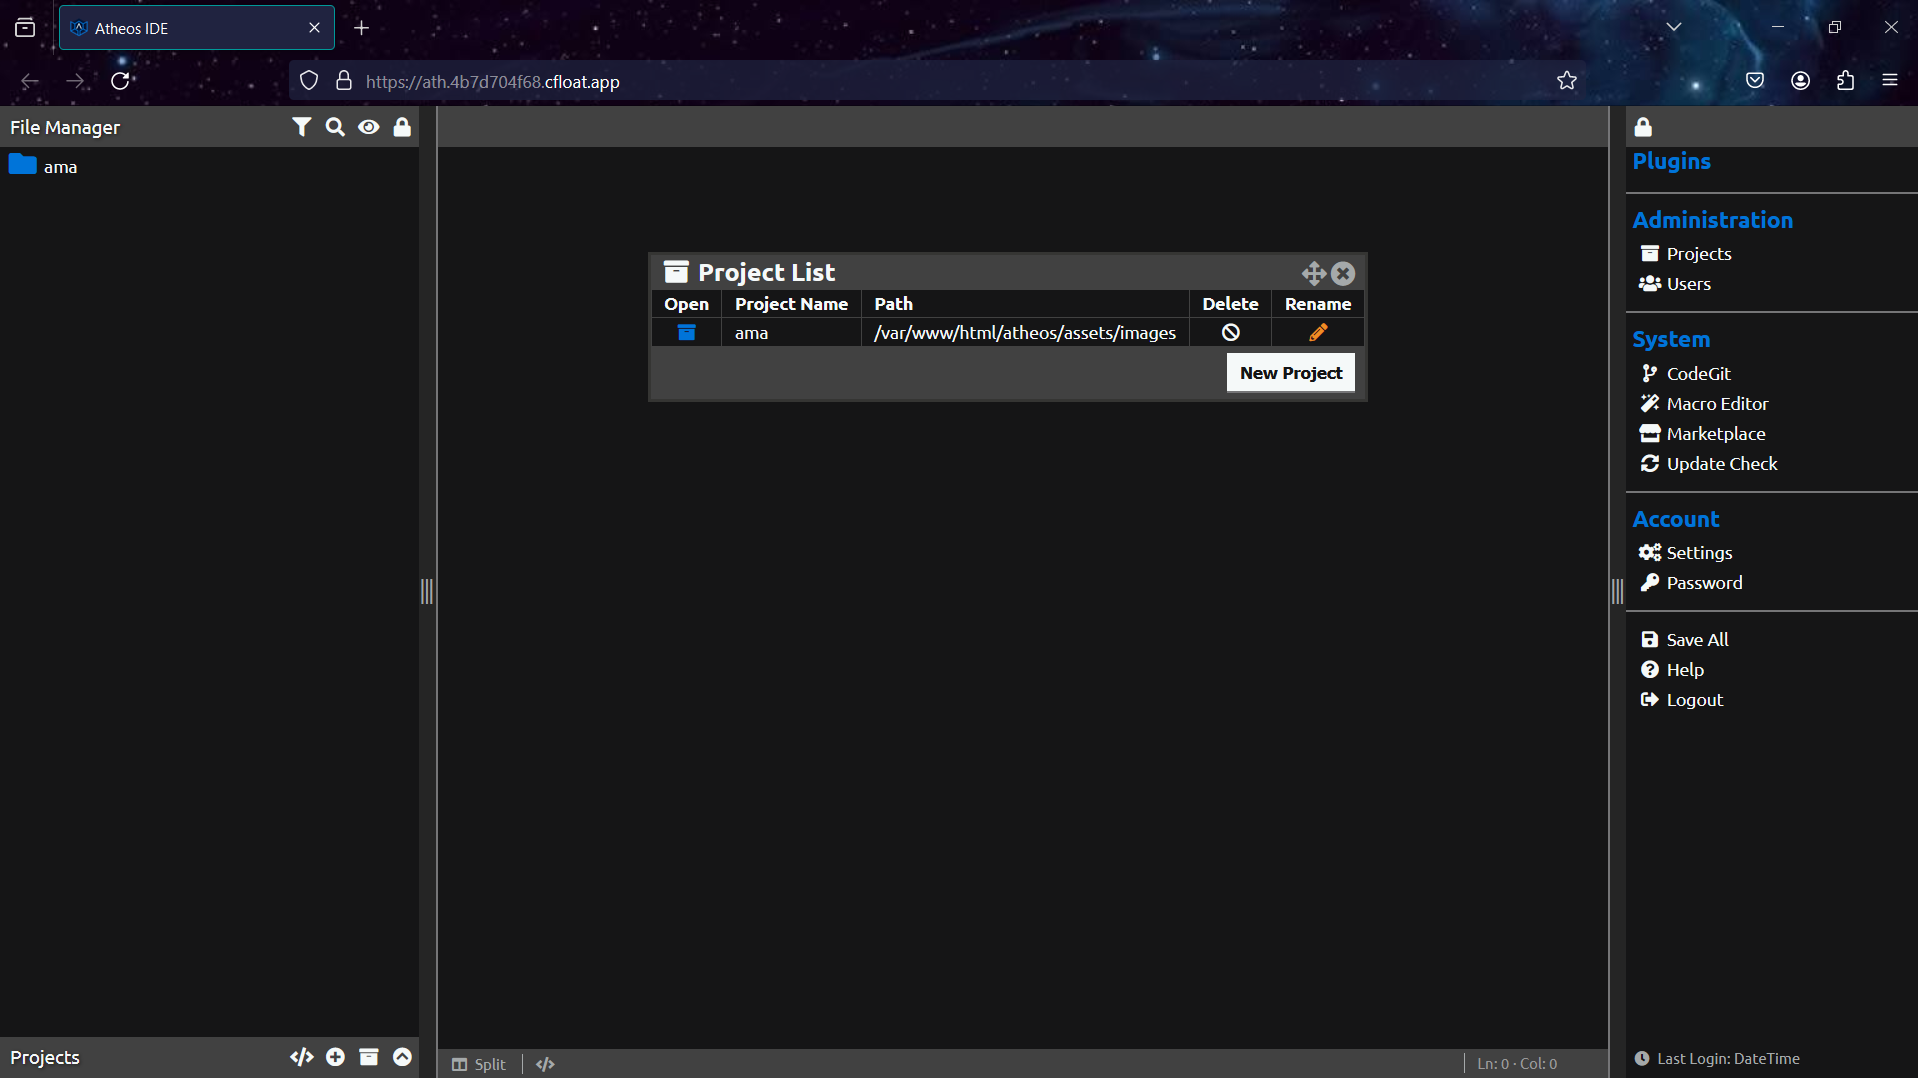 Atheos IDE
https://ath.4b7d704f68.cfloat.app
File Manager
ama
Project List
Open Project Name Path Delete Rename
ama /var/www/html/atheos/assets/images
New Project
Plugins
Administration
Projects
Users
System
CodeGit
Macro Editor
Marketplace
Update Check
Account
Settings
Password
Save All
Help
Logout
Projects
Split
Ln: 0 · Col: 0
Last Login: DateTime